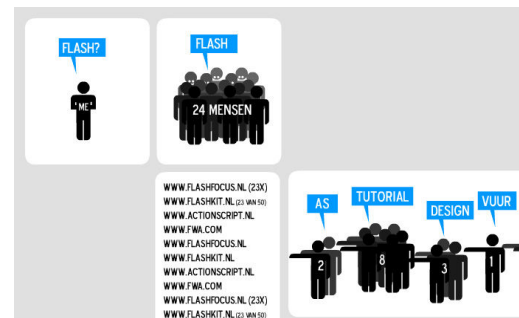 FLASH?
'ME'
FLASH
24 MENSEN
WWW.FLASHFOCUS.NL (23X)
WWW.FLASHKIT.NL (23 VAN 50)
WWW.ACTIONSCRIPT.NL
WWW.FWA.COM
WWW.FLASHFOCUS.NL
WWW.FLASHKIT.NL
WWW.ACTIONSCRIPT.NL
WWW.FWA.COM
WWW.FLASHFOCUS.NL (23X)
WWW.FLASHKIT.NL (23 VAN 50)
AS
2
TUTORIAL
8
DESIGN
3
VUUR
1